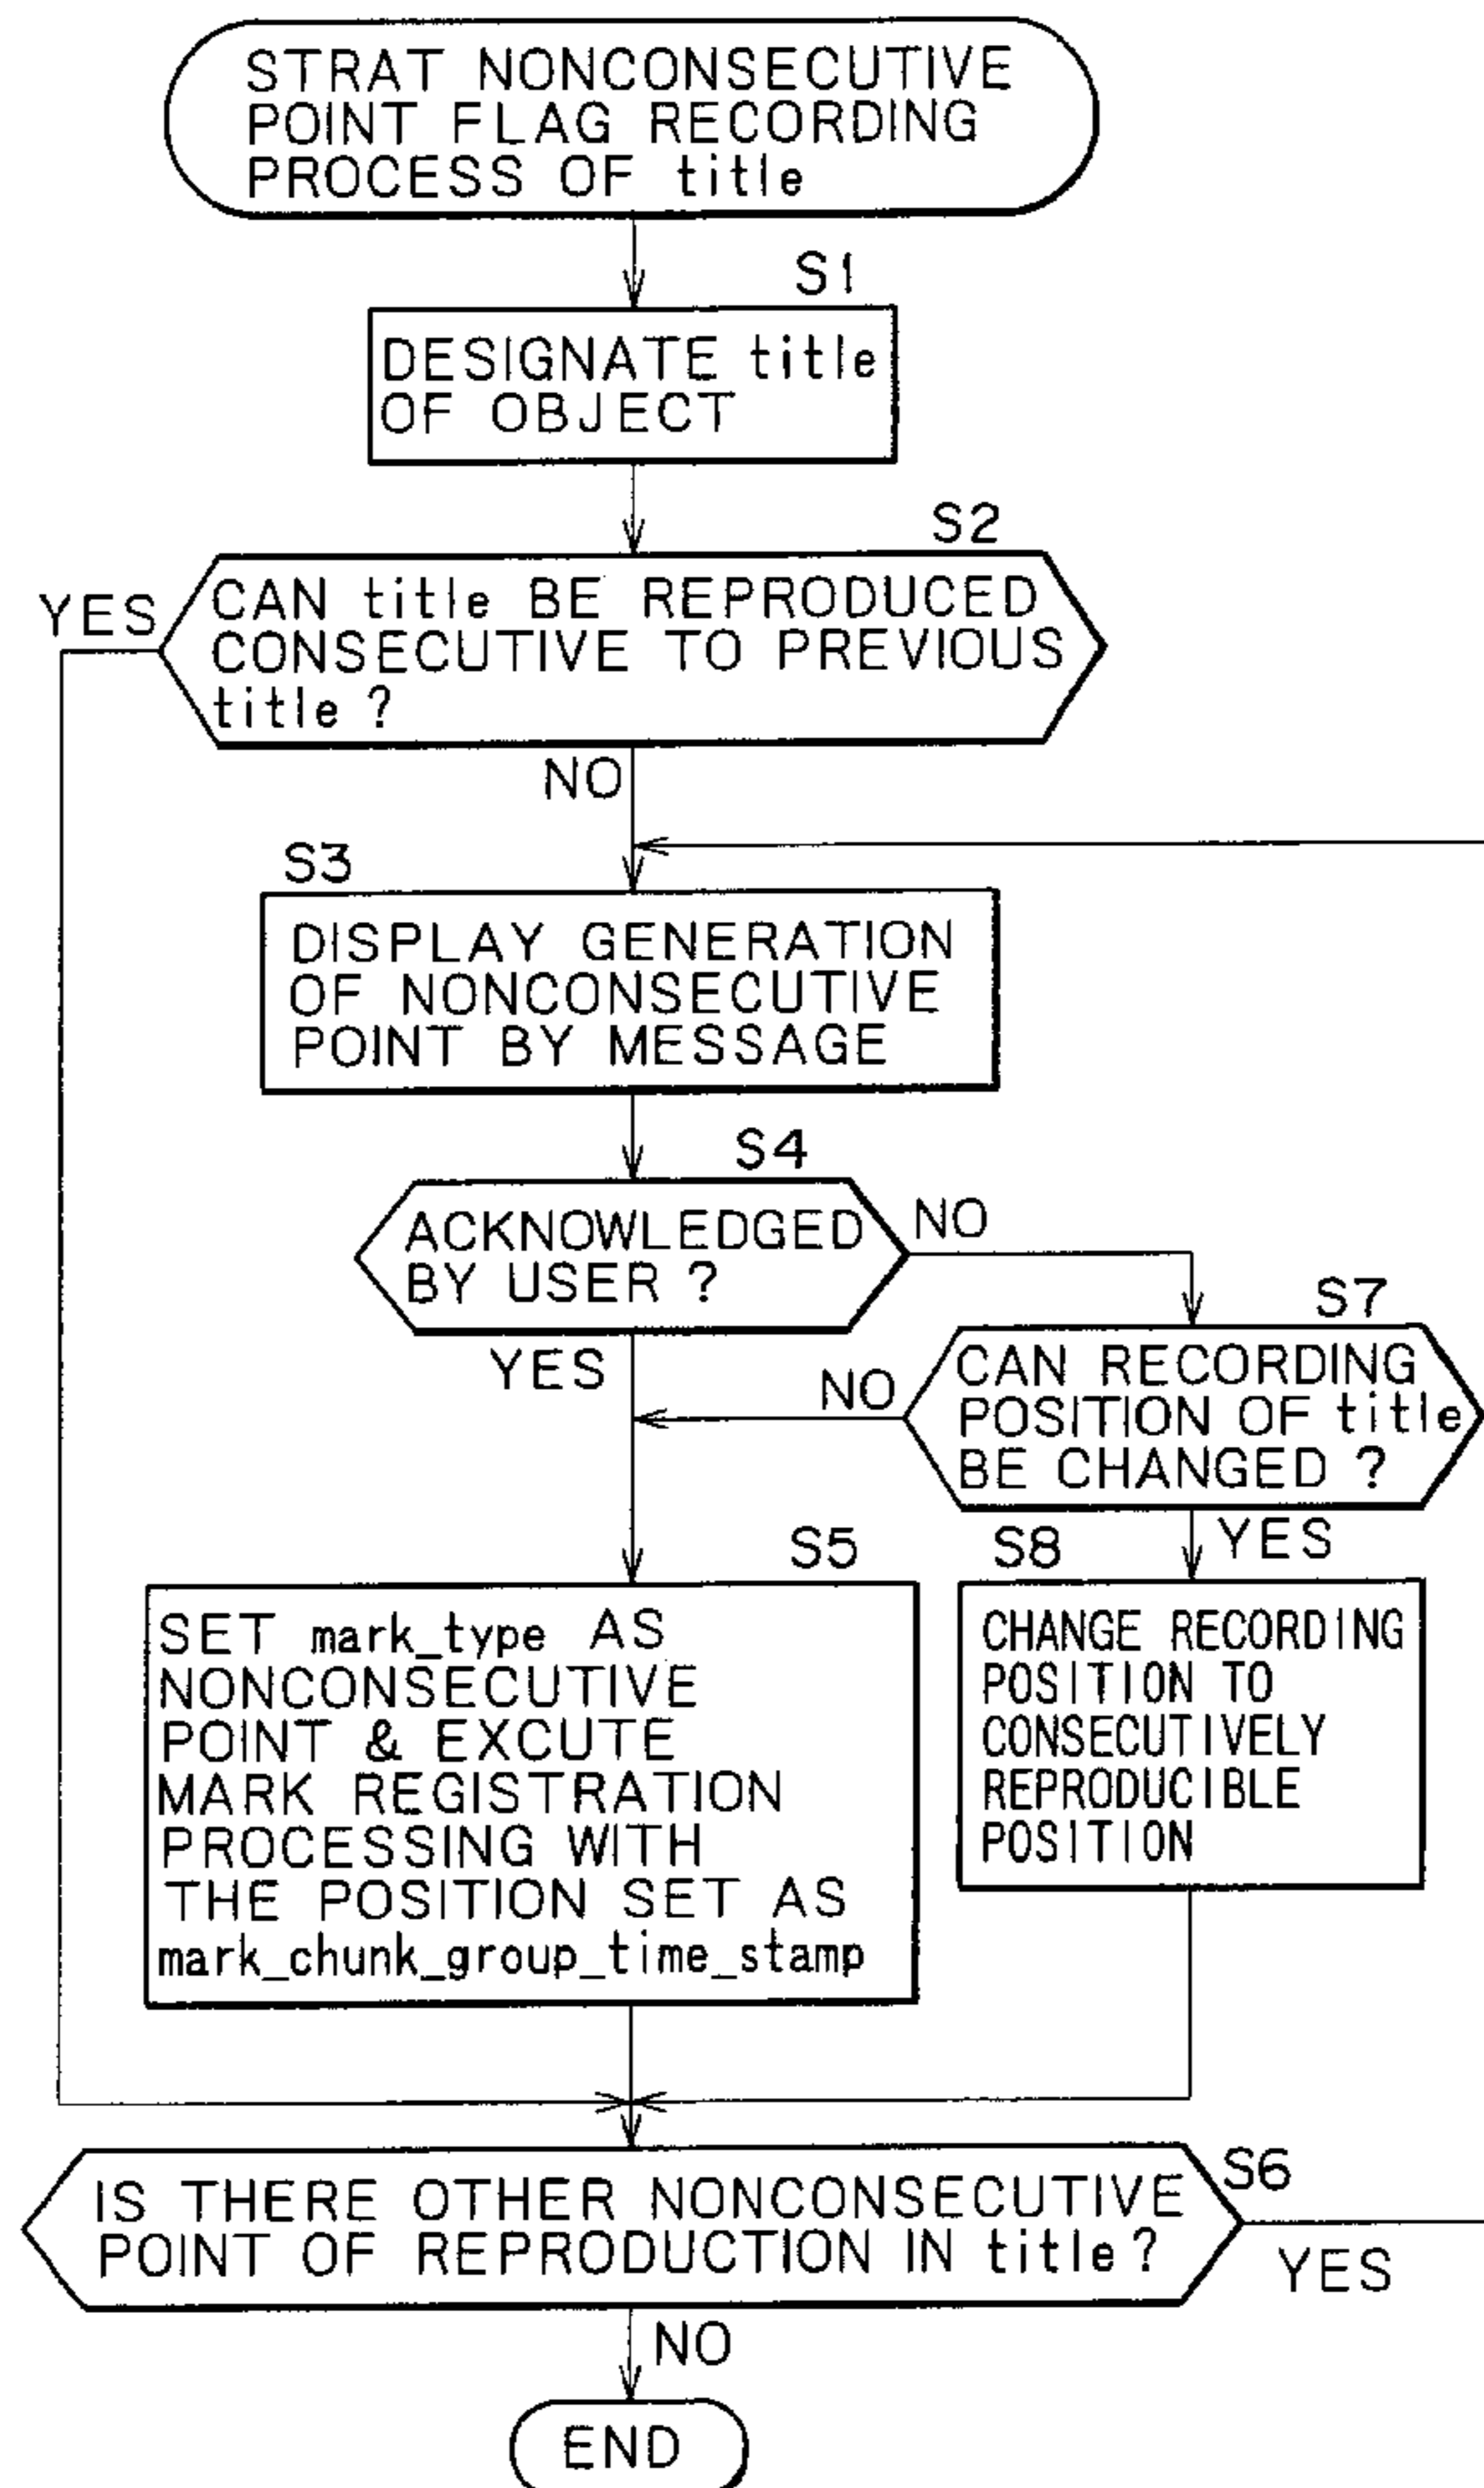 STRAT NONCONSECUTIVE
POINT FLAG RECORDING
PROCESS OF title
S1
DESIGNATE title
OF OBJECT
S2
YES
CAN title BE REPRODUCED
CONSECUTIVE TO PREVIOUS
title ?
NO
S3
DISPLAY GENERATION
OF NONCONSECUTIVE
POINT BY MESSAGE
S4
ACKNOWLEDGED
BY USER ?
NO
YES
S7
CAN RECORDING
POSITION OF title
BE CHANGED ?
NO
YES
S5
SET mark_type AS
NONCONSECUTIVE
POINT & EXCUTE
MARK REGISTRATION
PROCESSING WITH
THE POSITION SET AS
mark_chunk_group_time_stamp
S8
CHANGE RECORDING
POSITION TO
CONSECUTIVELY
REPRODUCIBLE
POSITION
S6
IS THERE OTHER NONCONSECUTIVE
POINT OF REPRODUCTION IN title ?
YES
NO
END